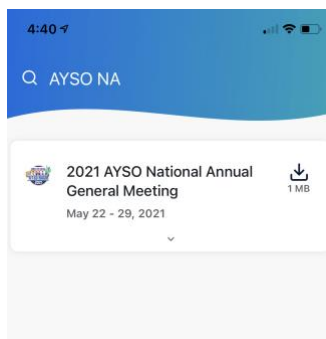 4:40
AYSO NA
2021 AYSO National Annual
General Meeting
1 MB
May 22 - 29, 2021